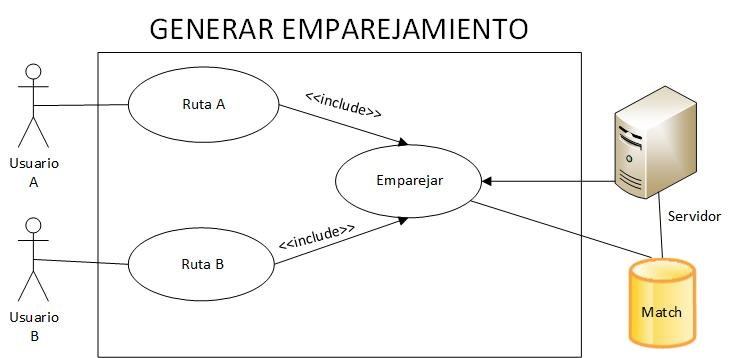 GENERAR EMPAREJAMIENTO
Usuario
A
Ruta A
<<include>>
Emparejar
Servidor
Usuario
B
Ruta B
<<include>>
Match